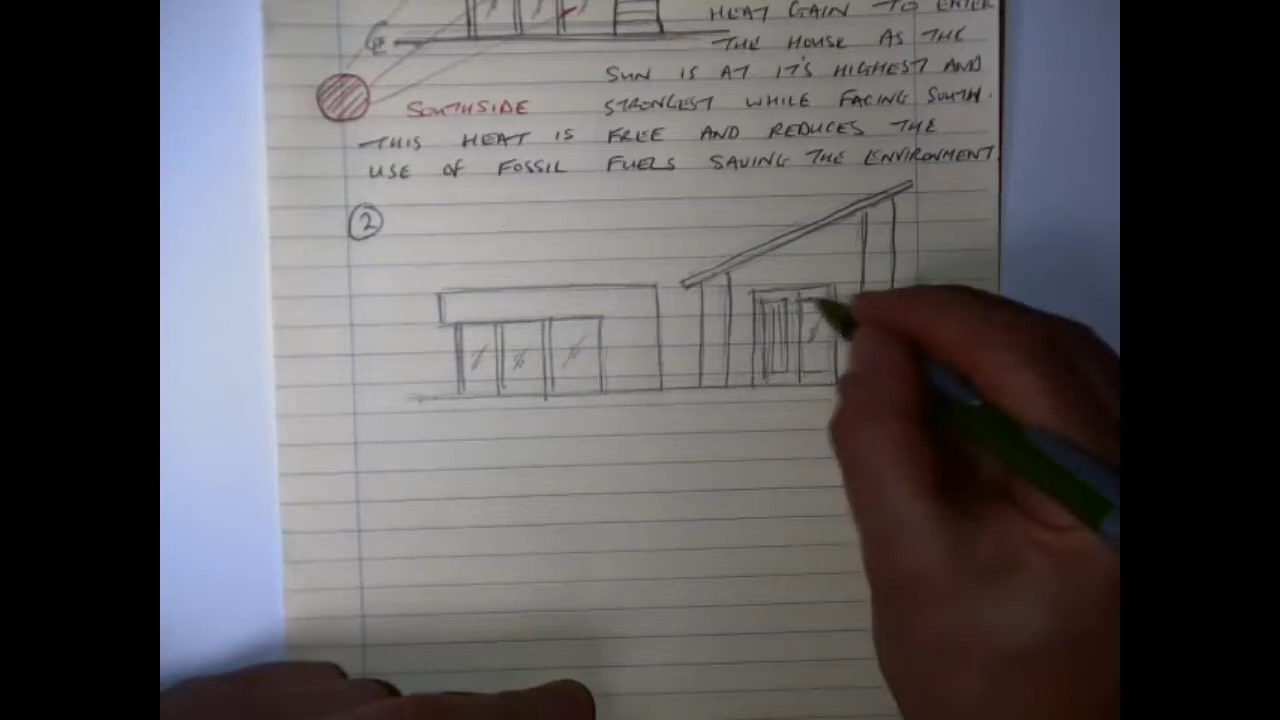 HEAT GAIN TO ENTER
THE HOUSE AS THE
SUN IS AT IT'S HIGHEST AND
SOUTHSIDE STRONGEST WHILE FACING SOUTH.
THIS HEAT IS FREE AND REDUCES THE
USE OF FOSSIL FUELS SAVING THE ENVIRONMENT
2